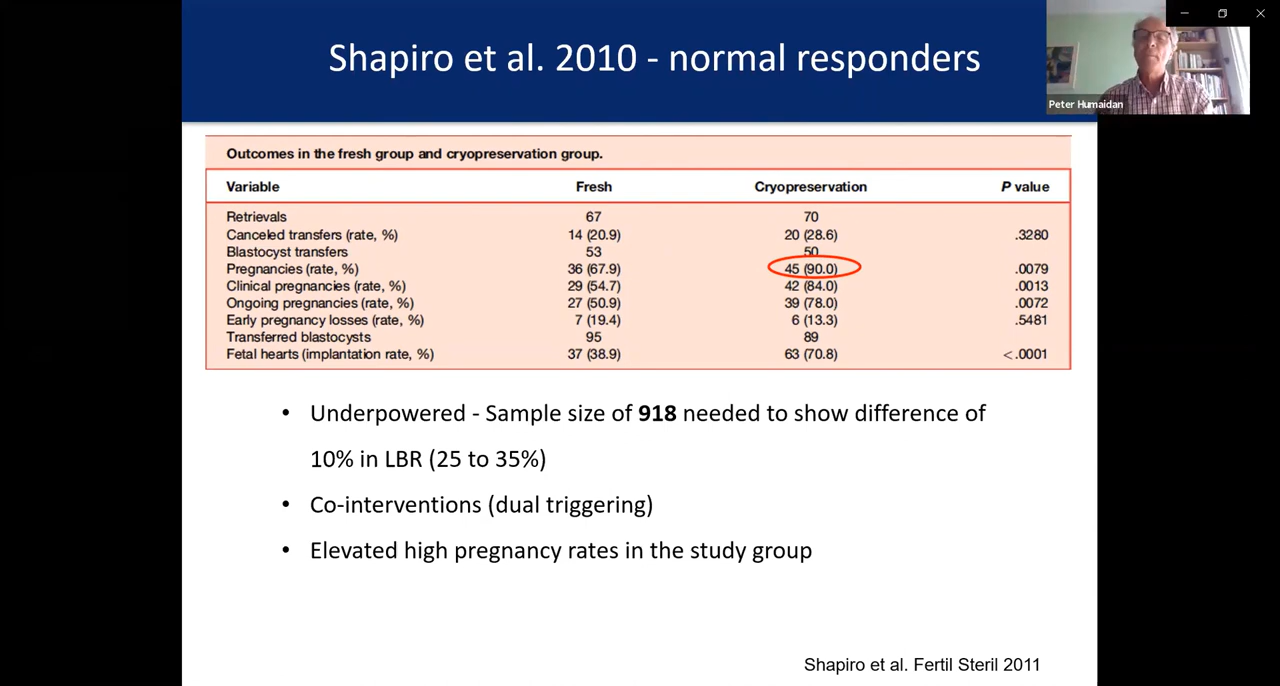 Shapiro et al. 2010 - normal responders
Peter Humaidan
Outcomes in the fresh group and cryopreservation group.
Variable Fresh Cryopreservation P value
Retrievals 67 70
Canceled transfers (rate, %) 14 (20.9) 20 (28.6) .3280
Blastocyst transfers 53 50
Pregnancies (rate, %) 36 (67.9) 45 (90.0) .0079
Clinical pregnancies (rate, %) 29 (54.7) 42 (84.0) .0013
Ongoing pregnancies (rate, %) 27 (50.9) 39 (78.0) .0072
Early pregnancy losses (rate, %) 7 (19.4) 6 (13.3) .5481
Transferred blastocysts 95 89
Fetal hearts (implantation rate, %) 37 (38.9) 63 (70.8) <.0001
• Underpowered - Sample size of 918 needed to show difference of
10% in LBR (25 to 35%)
• Co-interventions (dual triggering)
• Elevated high pregnancy rates in the study group
Shapiro et al. Fertil Steril 2011